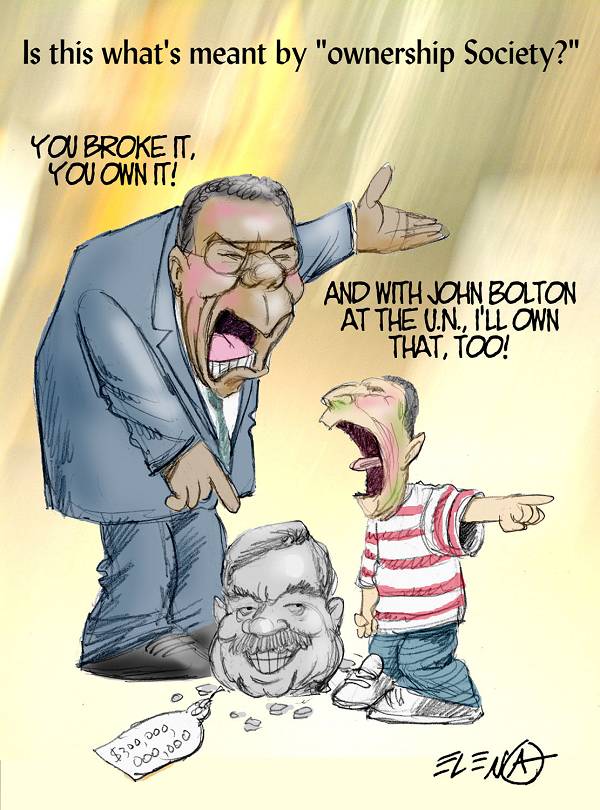 Is this what's meant by "ownership Society?"
YOU BROKE IT,
YOU OWN IT!
AND WITH JOHN BOLTON
AT THE U.N., I'LL OWN
THAT, TOO!
$300,000,
000,000
ELENA